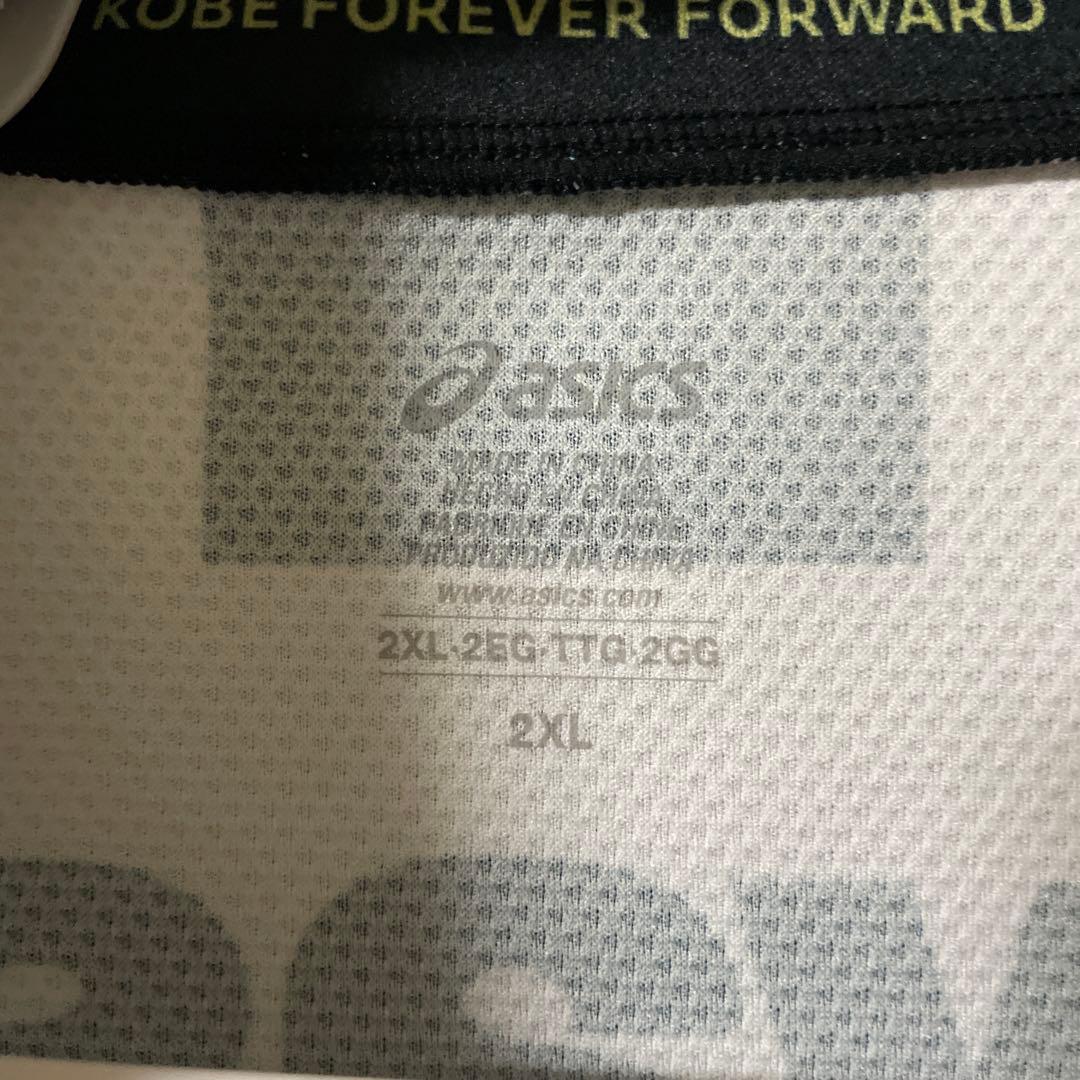 KOBE FOREVER FORWARD
asics
MADE IN CHINA
HECHO EN CHINA
FABRIQUE EN CHINE
PRODUZIDO NA CHINA
www.asics.com
2XL·2EG·TTG·2GG
2XL